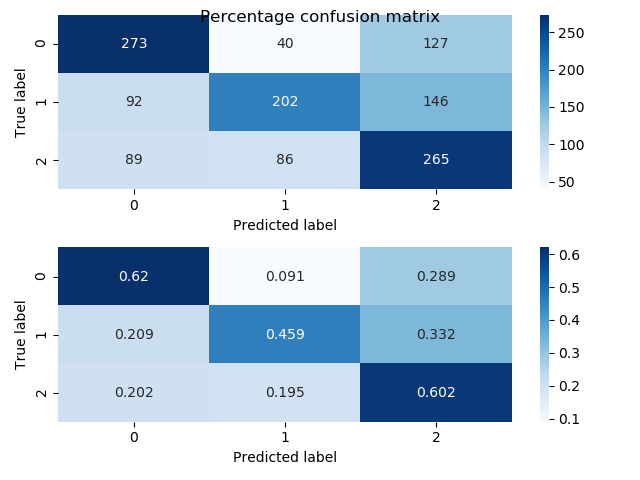 Percentage confusion matrix
True label
0 273 40 127
1 92 202 146
2 89 86 265
0 1 2
Predicted label
250
200
150
100
50
True label
0 0.62 0.091 0.289
1 0.209 0.459 0.332
2 0.202 0.195 0.602
0 1 2
Predicted label
0.6
0.5
0.4
0.3
0.2
0.1